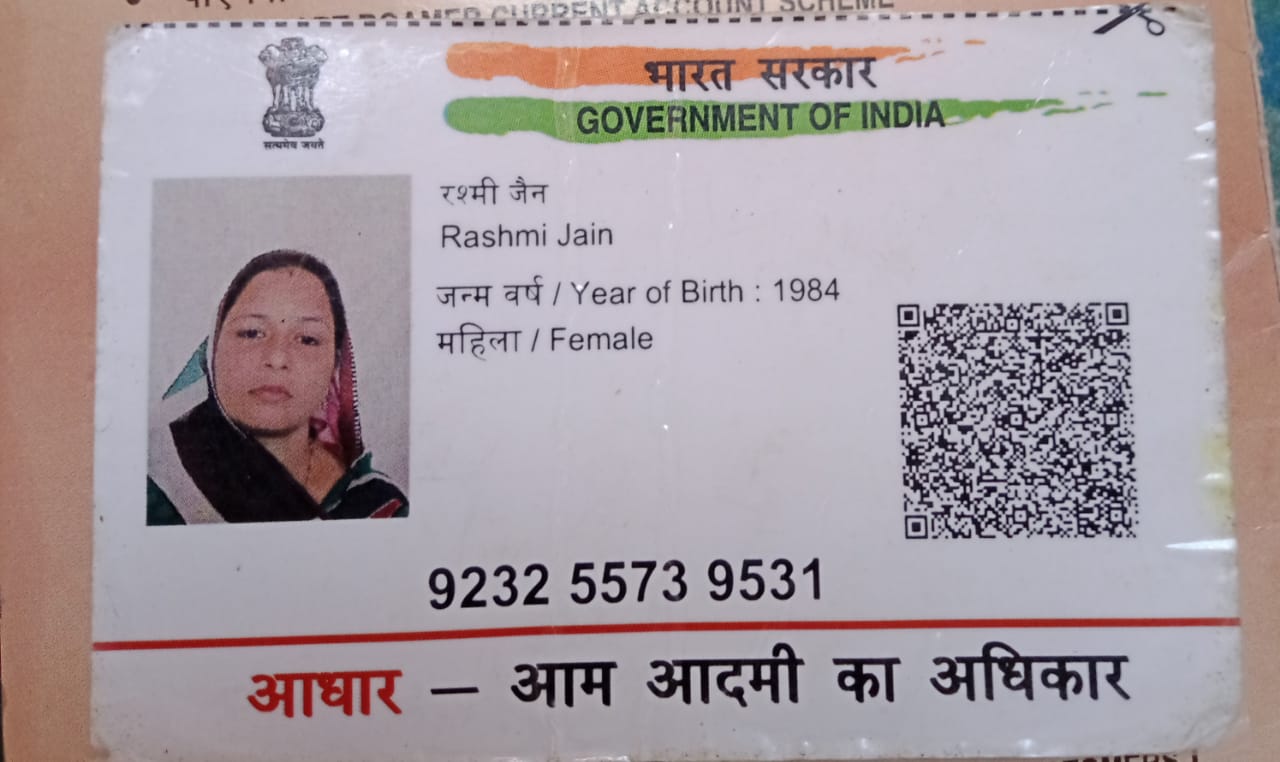 ROAMER CURRENT ACCOUNT SCHEME
भारत सरकार
GOVERNMENT OF INDIA
सत्यमेव जयते
रश्मी जैन
Rashmi Jain
जन्म वर्ष / Year of Birth : 1984
महिला / Female
9232 5573 9531
आधार — आम आदमी का अधिकार